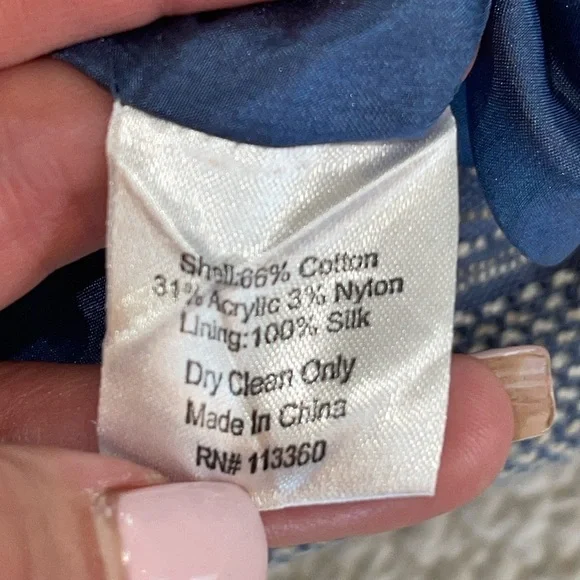 Shell:66% Cotton
31% Acrylic 3% Nylon
Lining:100% Silk
Dry Clean Only
Made In China
RN# 113360